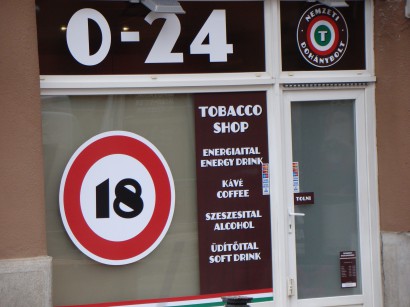 0-24
NEMZETI
T
DOHÁNYBOLT
TOBACCO
SHOP
ENERGIAITAL
ENERGY DRINK
KÁVÉ
COFFEE
SZESZESITAL
ALCOHOL
ÜDÍTŐITAL
SOFT DRINK
18
TOLNI